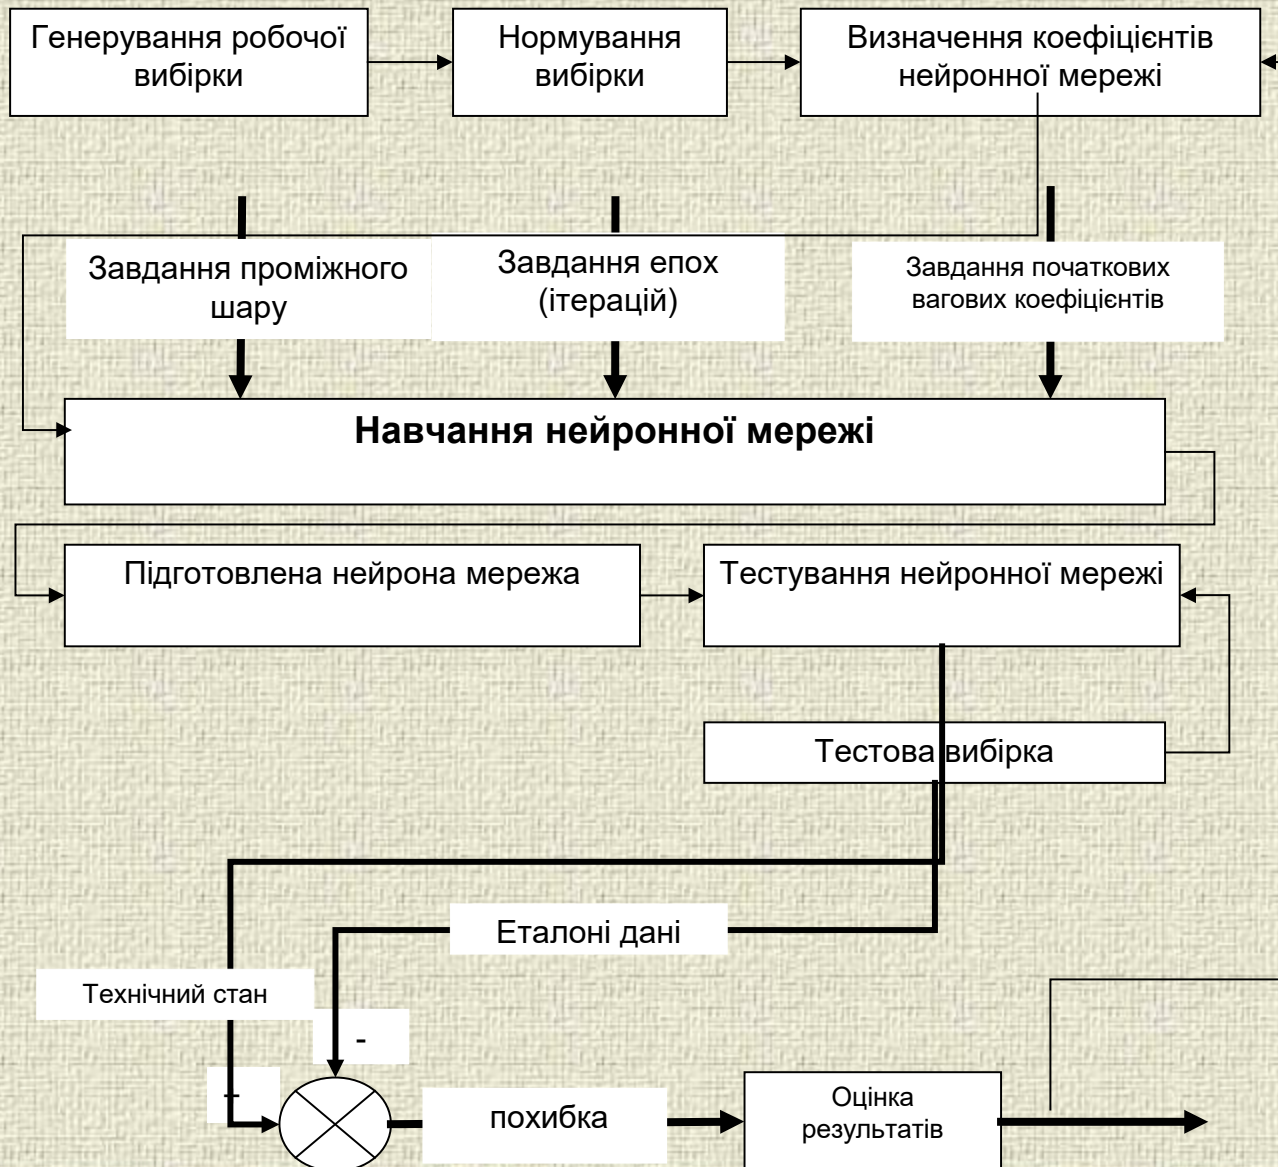 Генерування робочої
вибірки
Нормування
вибірки
Визначення коефіцієнтів
нейронної мережі
Завдання проміжного
шару
Завдання епох
(ітерацій)
Завдання початкових
вагових коефіцієнтів
Навчання нейронної мережі
Підготовлена нейрона мережа
Тестування нейронної мережі
Тестова вибірка
Еталоні дані
Технічний стан
-
+
похибка
Оцінка
результатів